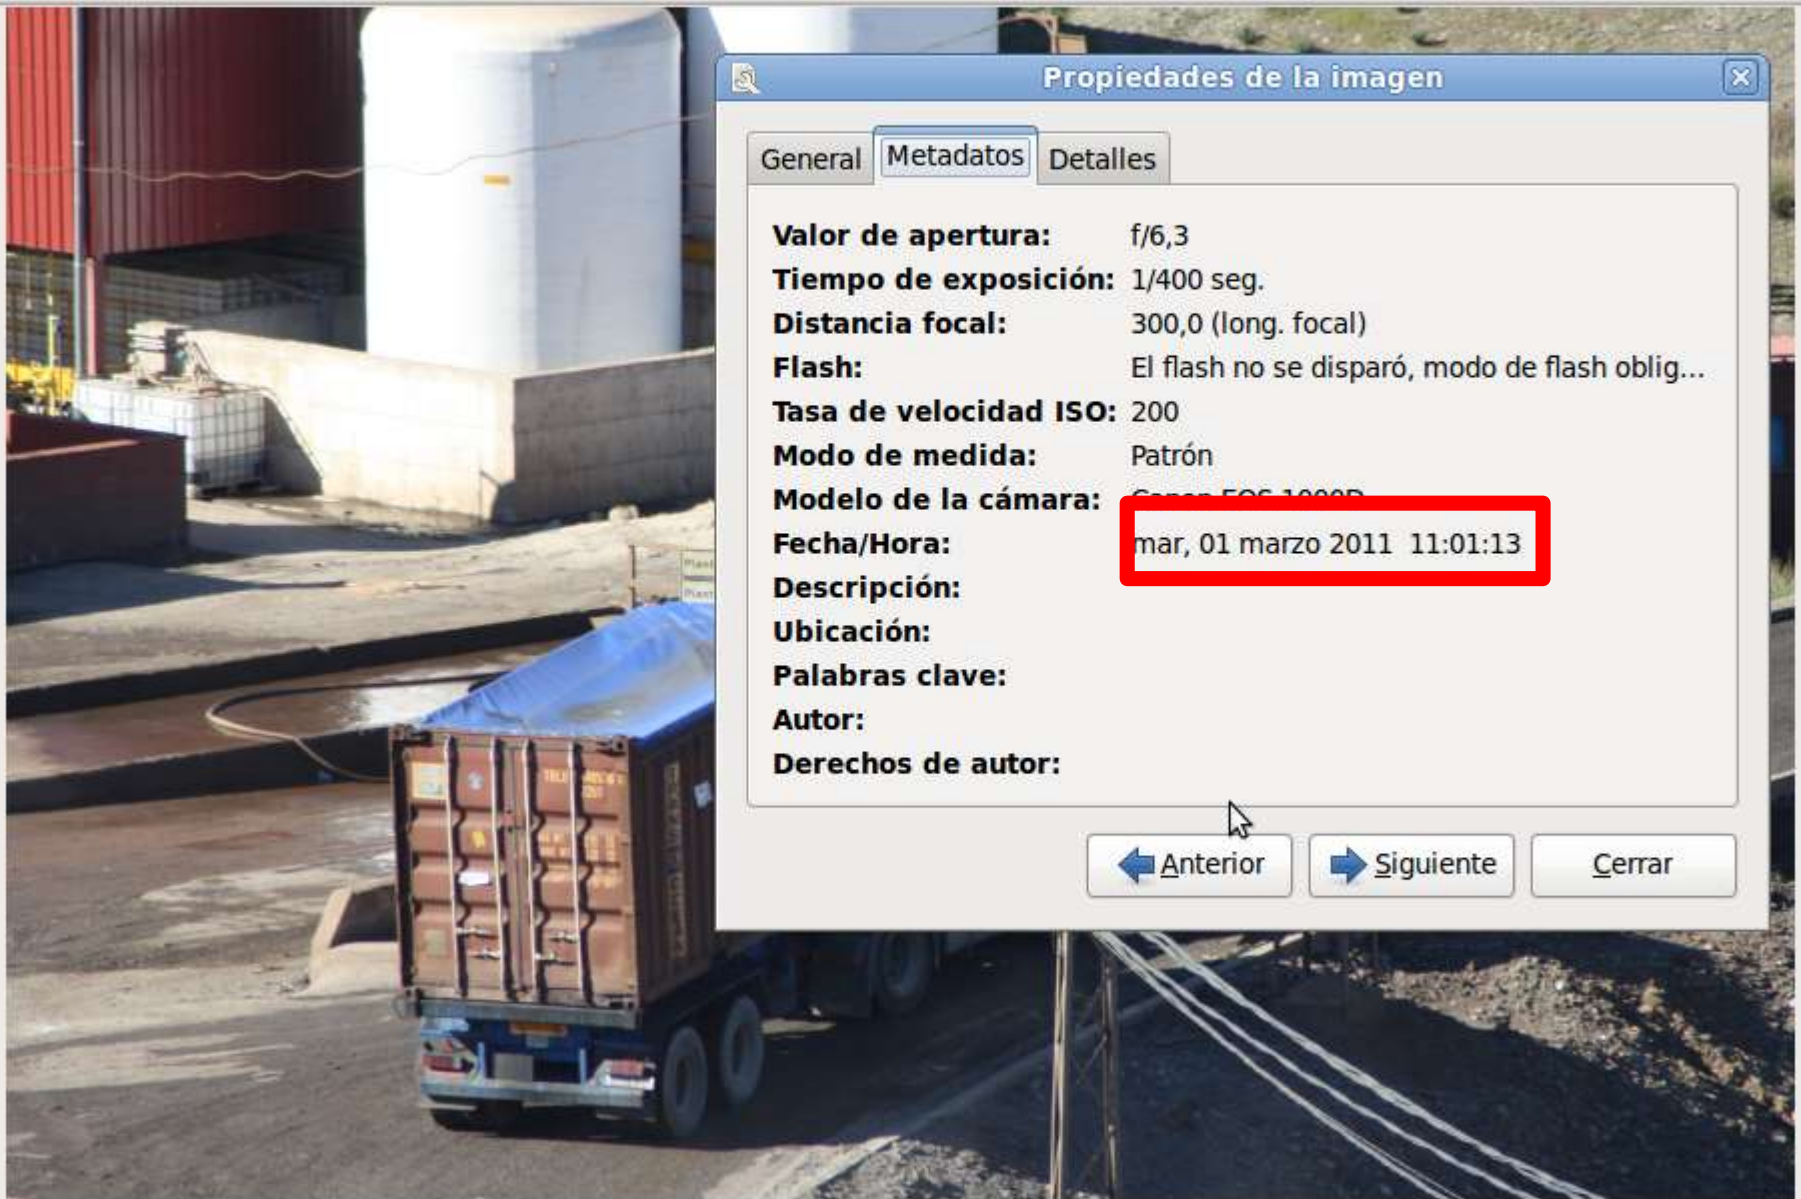 Propiedades de la imagen
General Metadatos Detalles
Valor de apertura: f/6,3
Tiempo de exposición: 1/400 seg.
Distancia focal: 300,0 (long. focal)
Flash: El flash no se disparó, modo de flash oblig...
Tasa de velocidad ISO: 200
Modo de medida: Patrón
Modelo de la cámara: Canon EOS 1000D
Fecha/Hora: mar, 01 marzo 2011 11:01:13
Descripción:
Ubicación:
Palabras clave:
Autor:
Derechos de autor:
Anterior Siguiente Cerrar